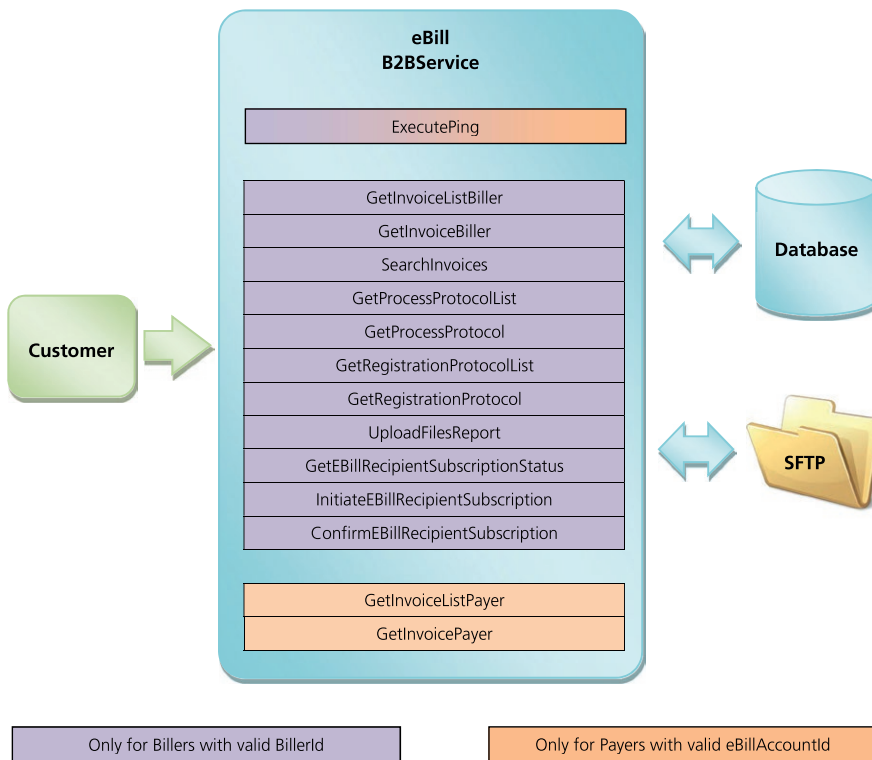 eBill
B2BService
ExecutePing
GetInvoiceListBiller
GetInvoiceBiller
SearchInvoices
GetProcessProtocolList
GetProcessProtocol
GetRegistrationProtocolList
GetRegistrationProtocol
UploadFilesReport
GetEBillRecipientSubscriptionStatus
InitiateEBillRecipientSubscription
ConfirmEBillRecipientSubscription
GetInvoiceListPayer
GetInvoicePayer
Customer
Database
SFTP
Only for Billers with valid BillerId
Only for Payers with valid eBillAccountId